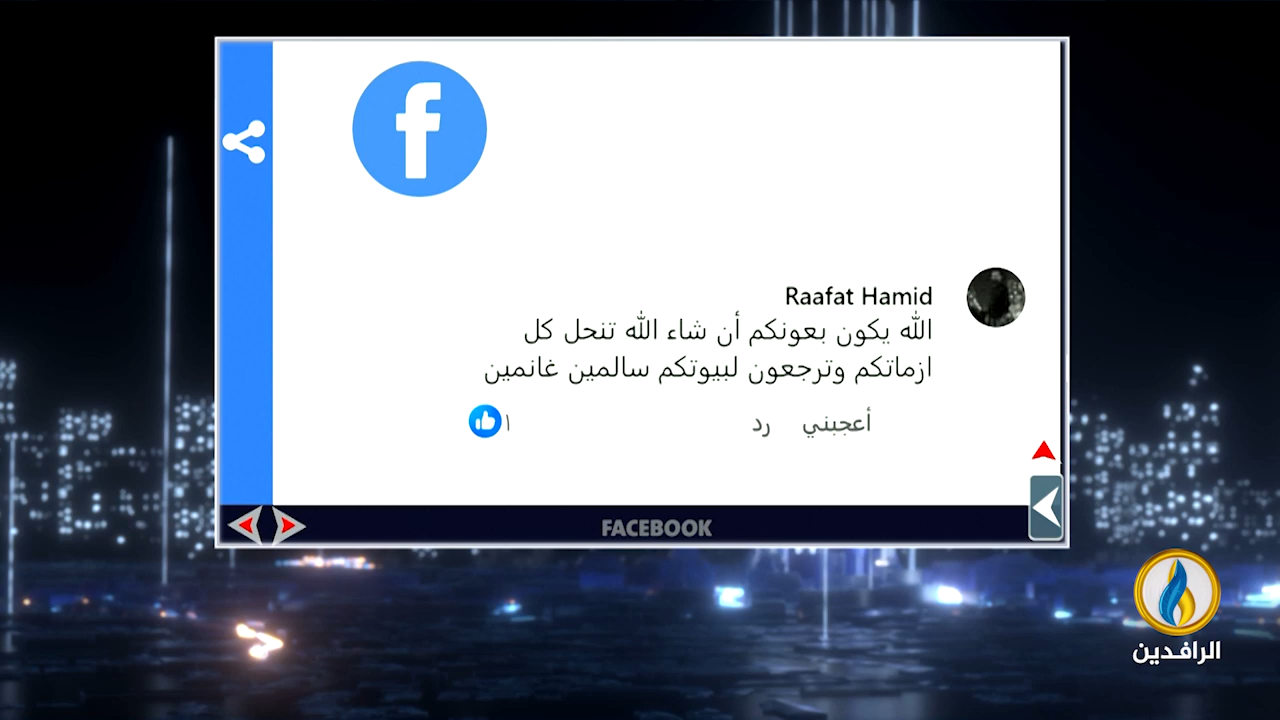 Raafat Hamid
الله يكون بعونكم أن شاء الله تنحل كل
ازماتكم وترجعون لبيوتكم سالمين غانمين
أعجبني رد ١
FACEBOOK
الرافدين